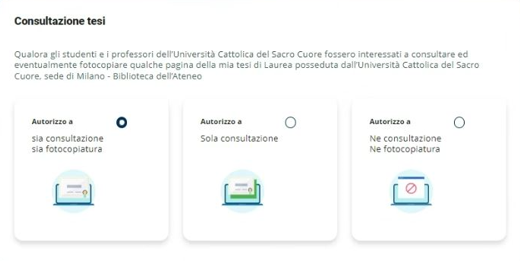 Consultazione tesi
Qualora gli studenti e i professori dell'Università Cattolica del Sacro Cuore fossero interessati a consultare ed
eventualmente fotocopiare qualche pagina della mia tesi di Laurea posseduta dall'Università Cattolica del Sacro
Cuore, sede di Milano - Biblioteca dell'Ateneo
Autorizzo a
sia consultazione
sia fotocopiatura
Autorizzo a
Sola consultazione
Autorizzo a
Ne consultazione
Ne fotocopiatura